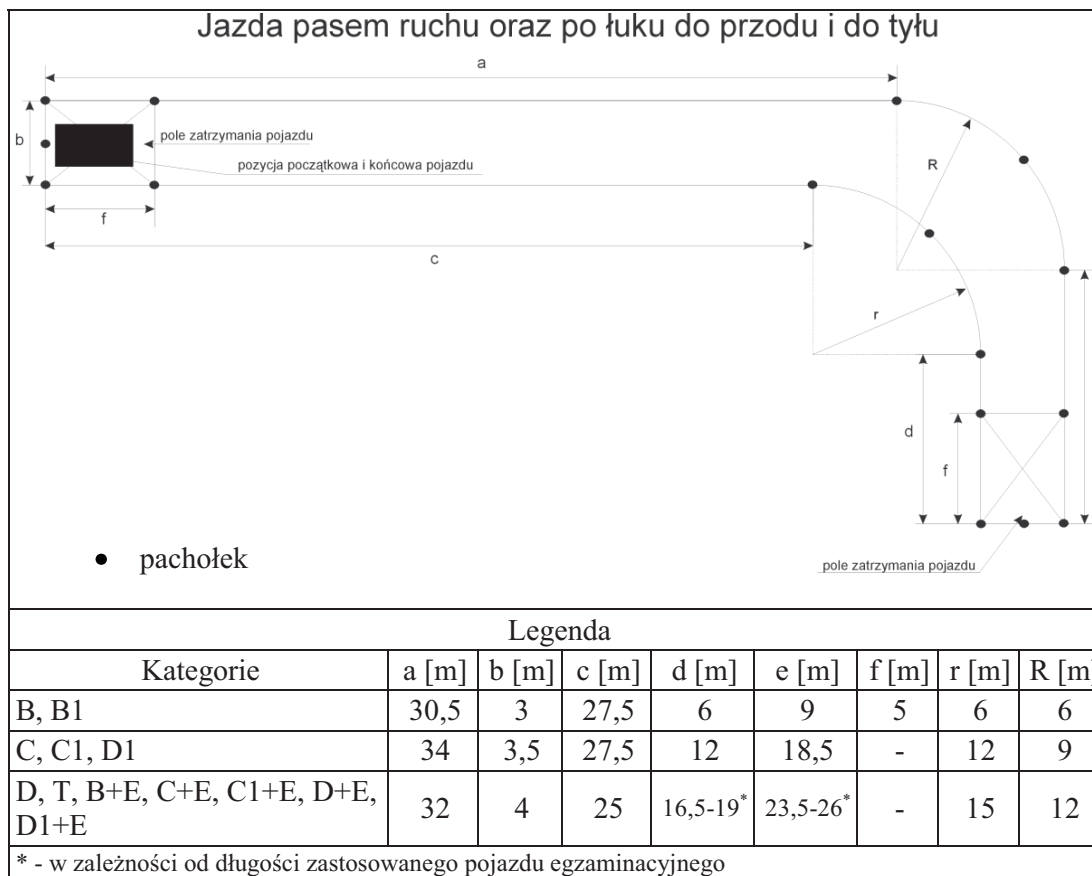 Jazda pasem ruchu oraz po łuku do przodu i do tyłu
a
b
pole zatrzymania pojazdu
pozycja początkowa i końcowa pojazdu
R
f
c
r
d
f
pachołek
pole zatrzymania pojazdu
Legenda
Kategorie a [m] b [m] c [m] d [m] e [m] f [m] r [m] R [m
B, B1 30,5 3 27,5 6 9 5 6 6
C, C1, D1 34 3,5 27,5 12 18,5 - 12 9
D, T, B+E, C+E, C1+E, D+E,
D1+E 32 4 25 16,5-19* 23,5-26* - 15 12
* - w zależności od długości zastosowanego pojazdu egzaminacyjnego